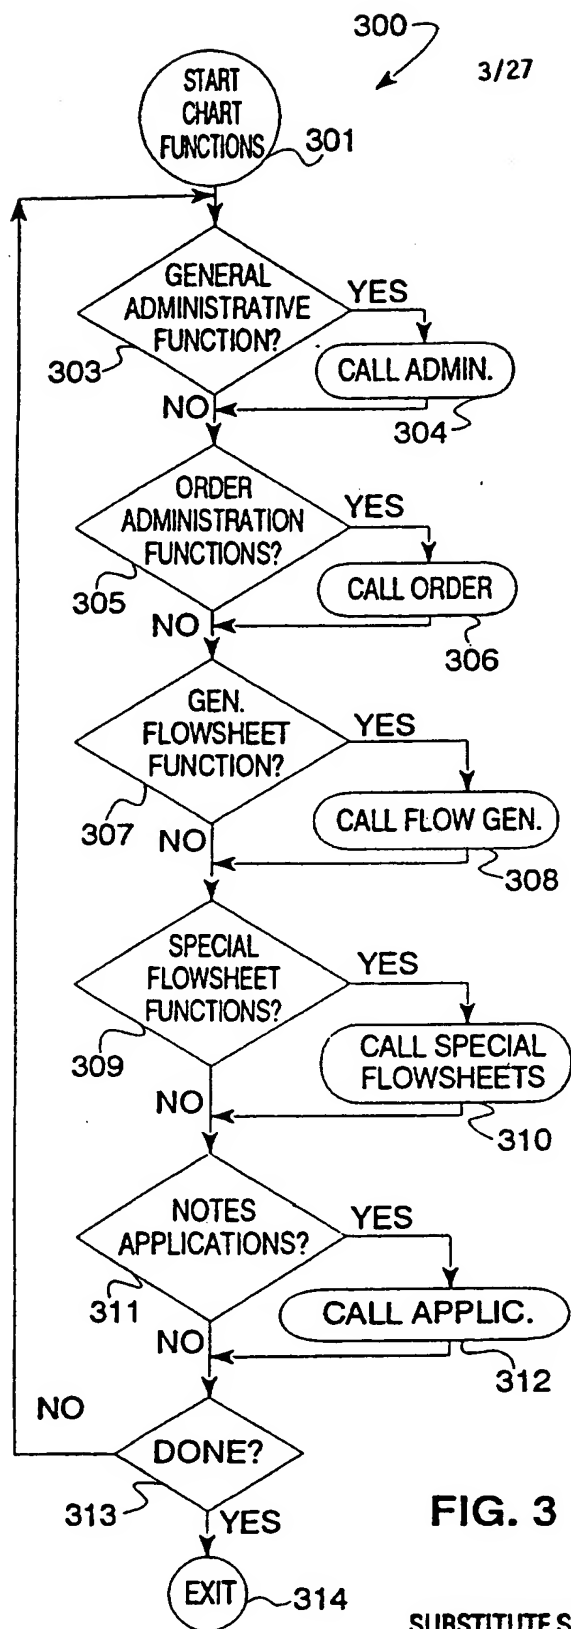 300
3/27
START
CHART
FUNCTIONS
301
GENERAL
ADMINISTRATIVE
FUNCTION?
YES
303
CALL ADMIN.
NO
304
ORDER
ADMINISTRATION
FUNCTIONS?
YES
305
CALL ORDER
NO
306
GEN.
FLOWSHEET
FUNCTION?
YES
307
CALL FLOW GEN.
NO
308
SPECIAL
FLOWSHEET
FUNCTIONS?
YES
309
CALL SPECIAL
FLOWSHEETS
NO
310
NOTES
APPLICATIONS?
YES
311
CALL APPLIC.
NO
312
NO
DONE?
313
YES
FIG. 3
EXIT
314
SUBSTITUTE S